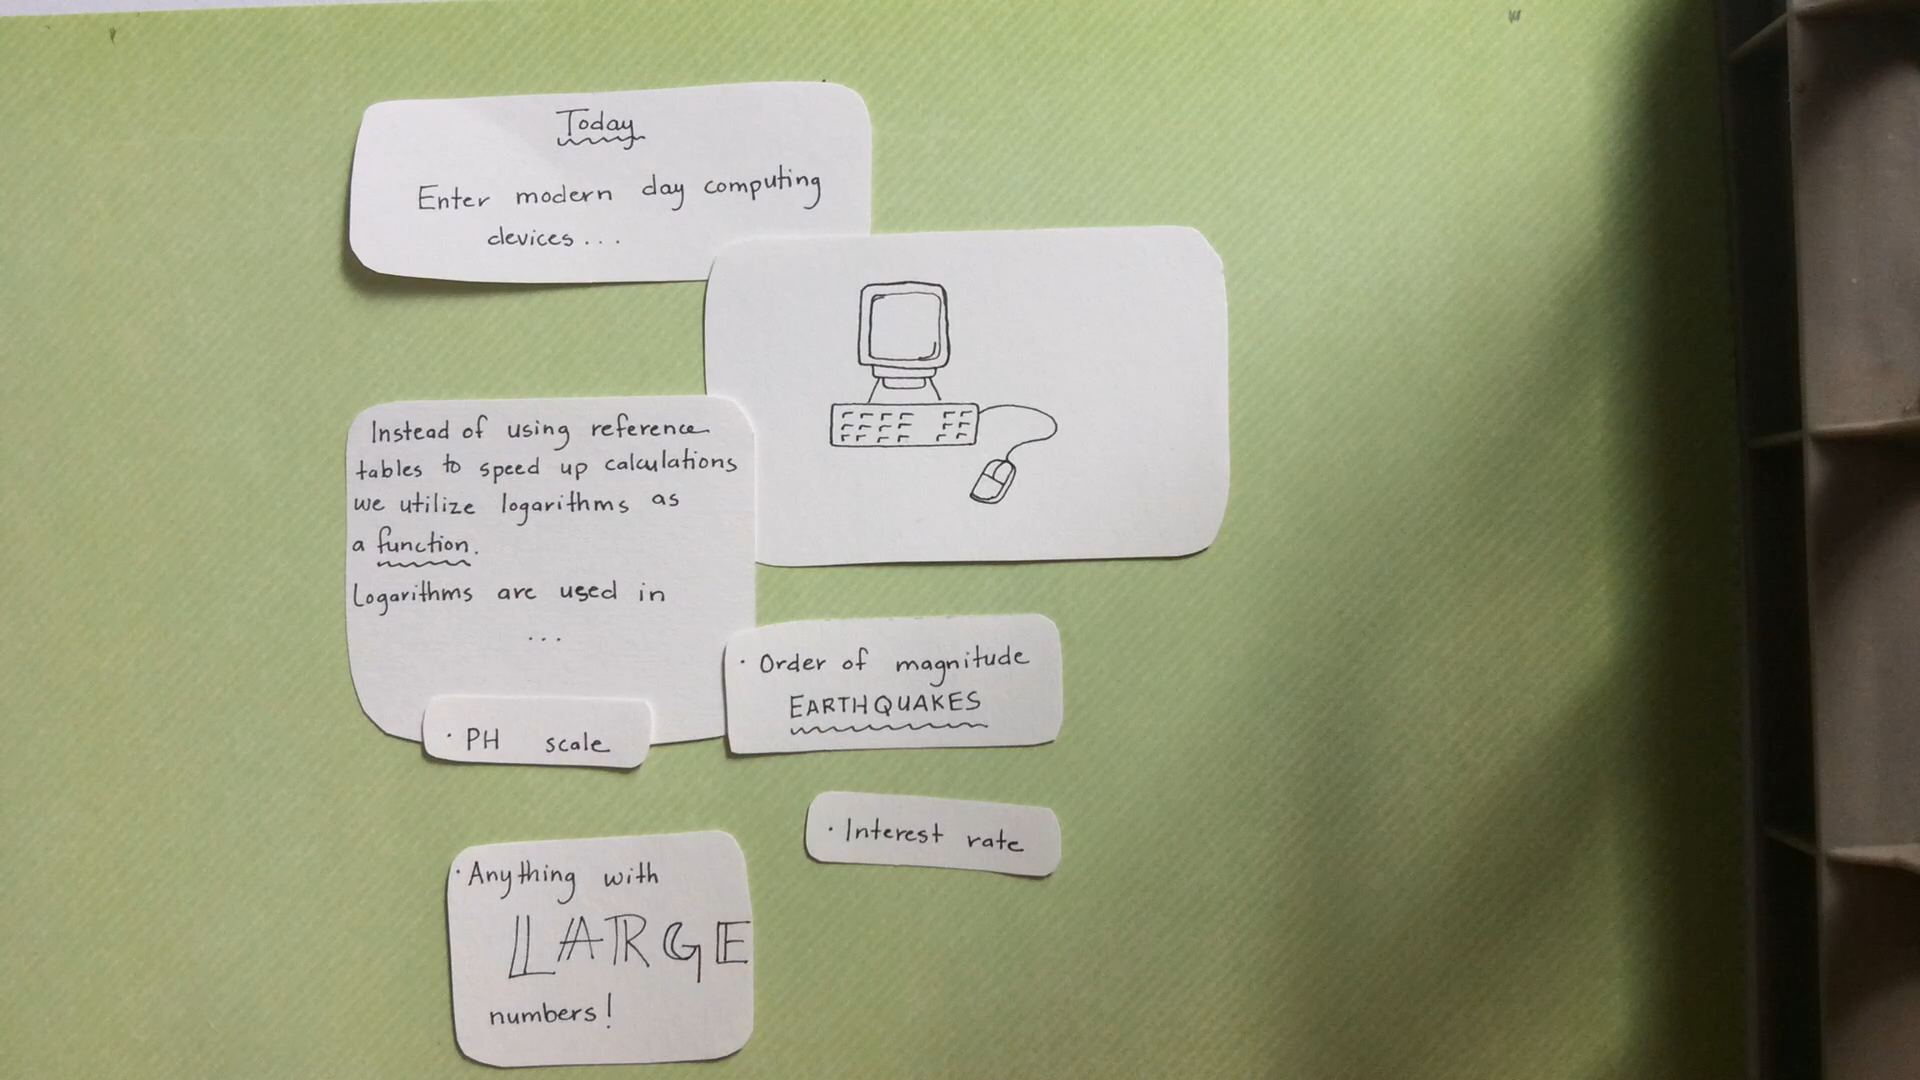 Today
Enter modern day computing
devices...
Instead of using reference
tables to speed up calculations
we utilize logarithms as
a function.
Logarithms are used in
...
· PH scale
· Order of magnitude
EARTHQUAKES
· Interest rate
· Anything with
LARGE
numbers!